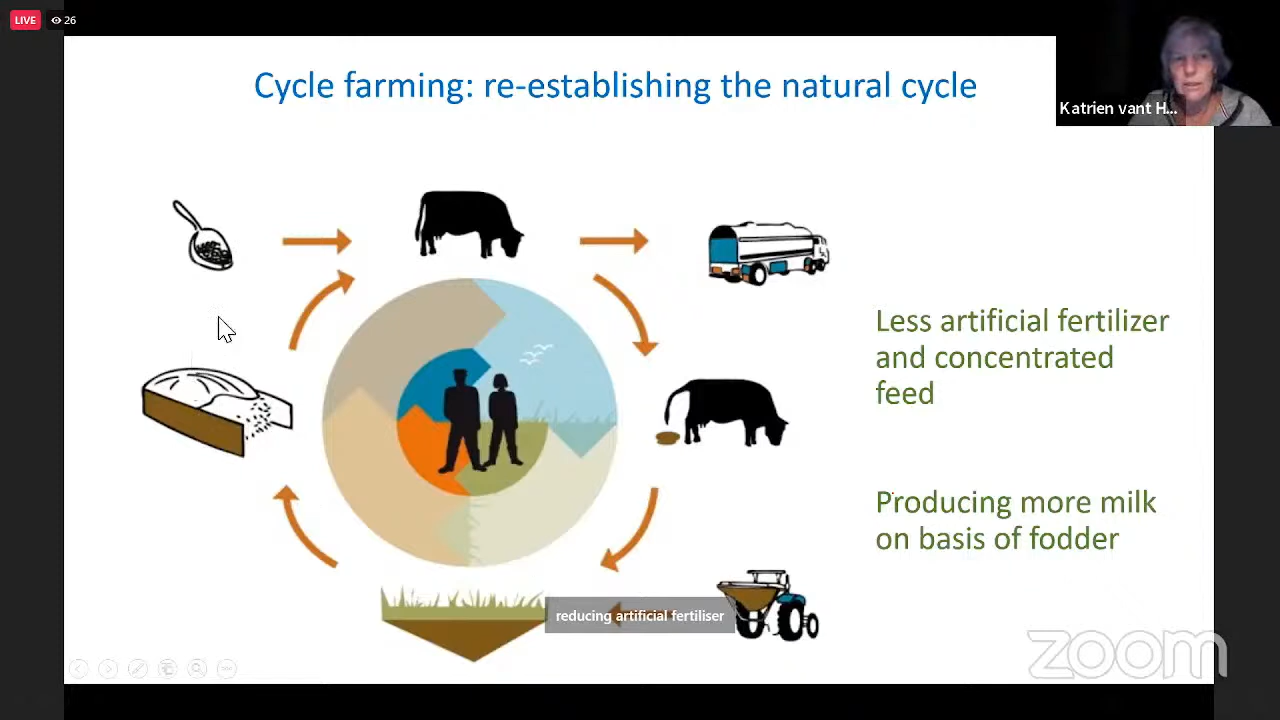 LIVE 26
Cycle farming: re-establishing the natural cycle
Katrien vant H...
Less artificial fertilizer
and concentrated
feed
Producing more milk
on basis of fodder
reducing artificial fertiliser
zoom